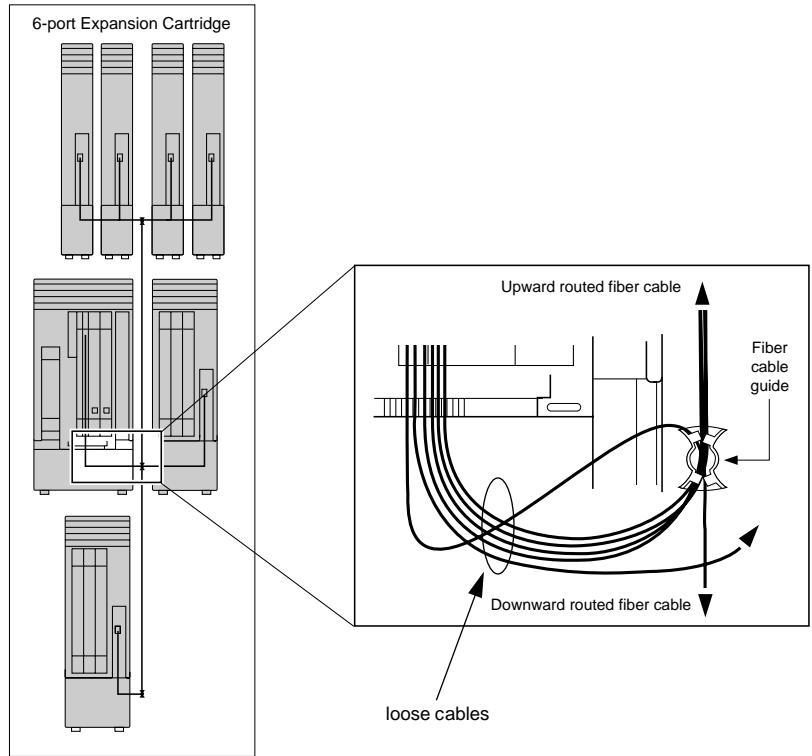 6-port Expansion Cartridge
Upward routed fiber cable
Fiber
cable
guide
Downward routed fiber cable
loose cables